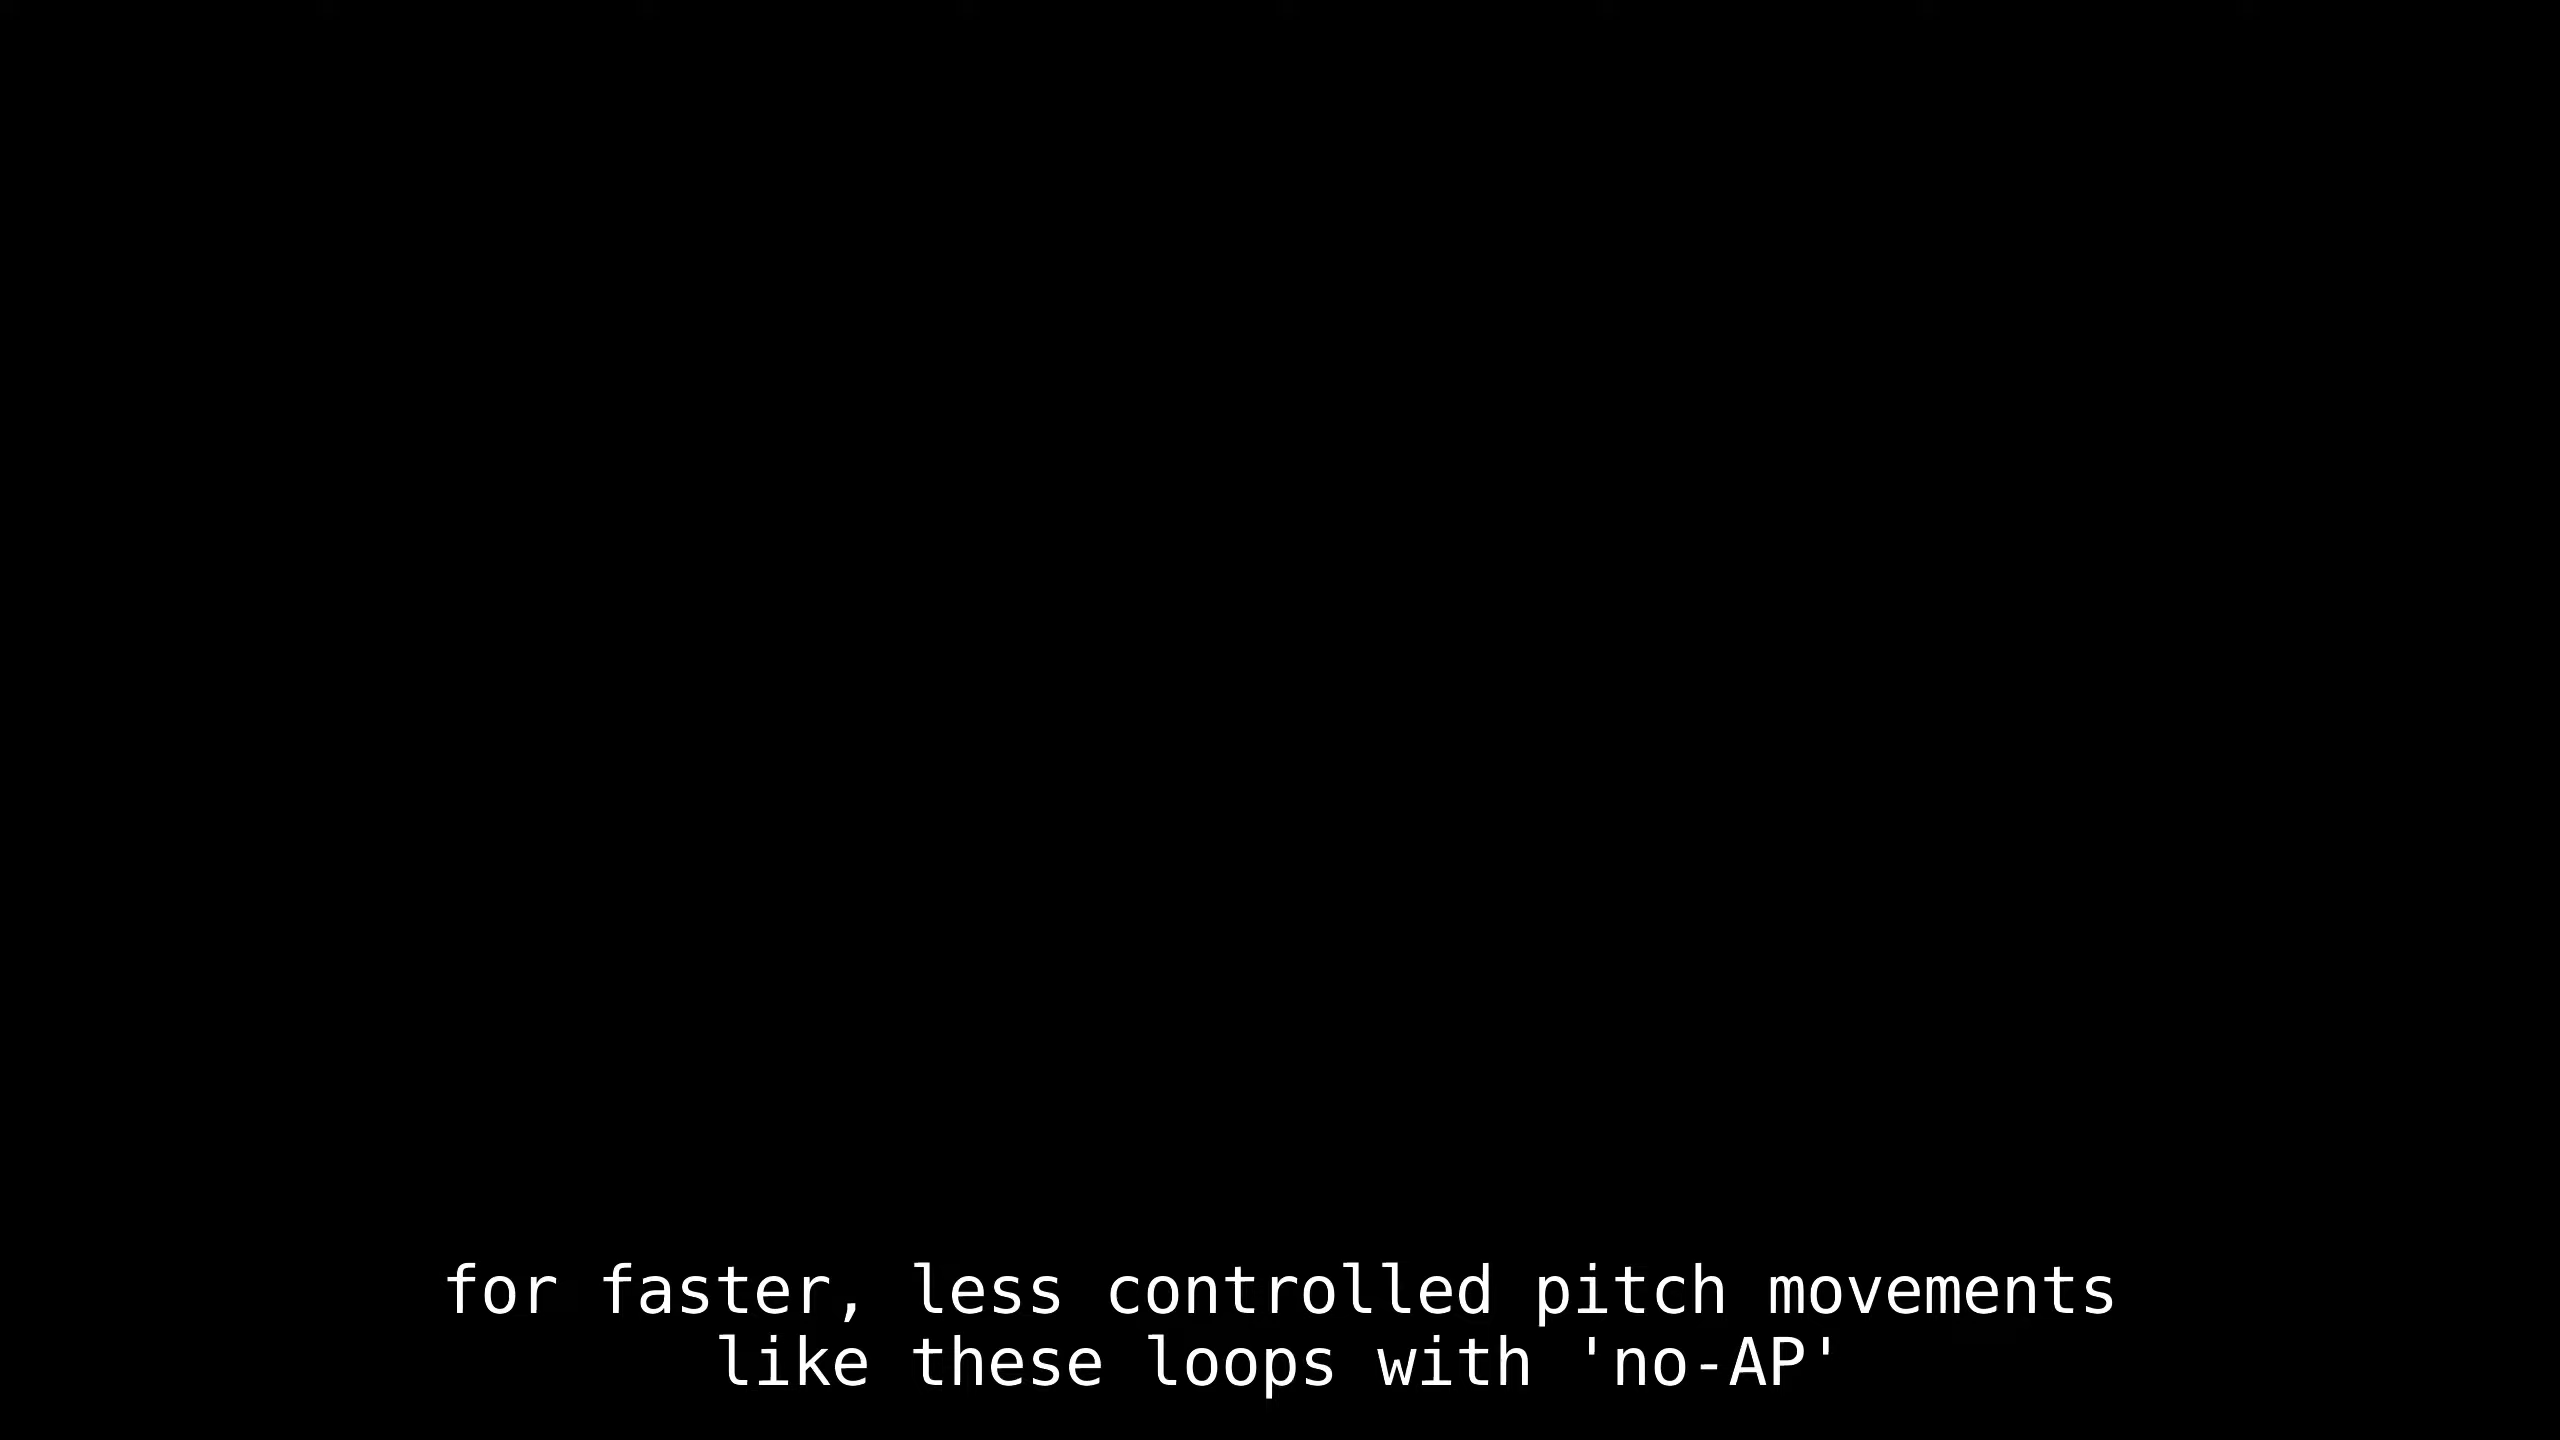 for faster, less controlled pitch movements
like these loops with 'no-AP'